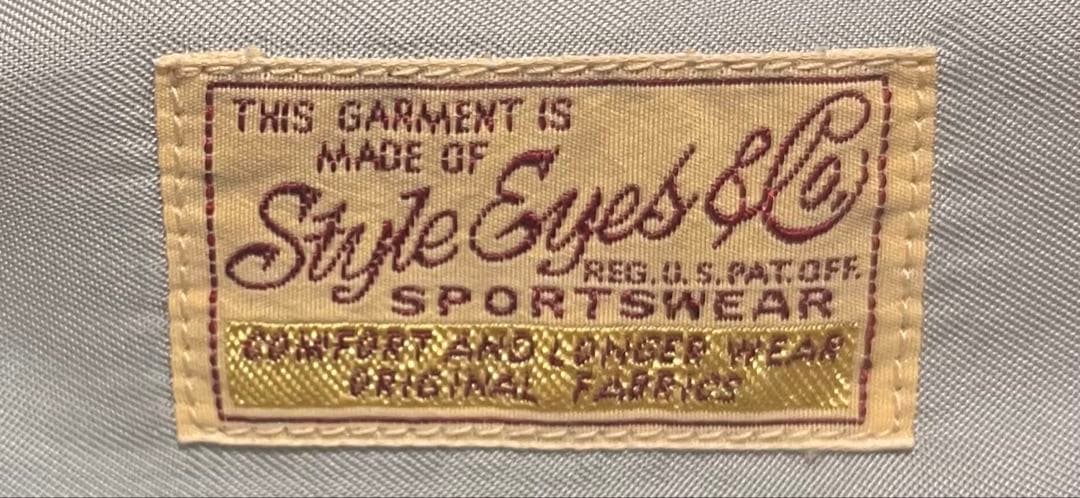 THIS GARMENT IS
MADE OF
Style Eyes & Co.
REG. U.S. PAT. OFF.
SPORTSWEAR
COMFORT AND LONGER WEAR
ORIGINAL FABRICS